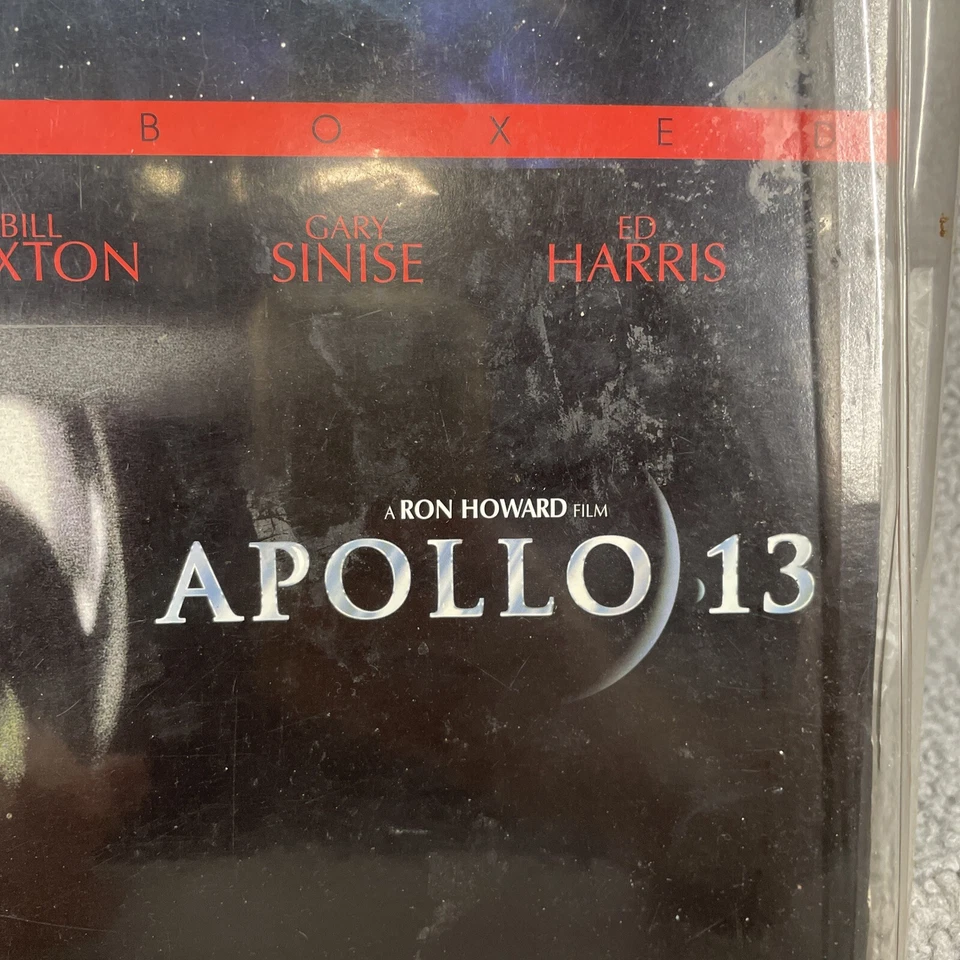 B O X E D
BILL GARY ED
XTON SINISE HARRIS
A RON HOWARD FILM
APOLLO 13